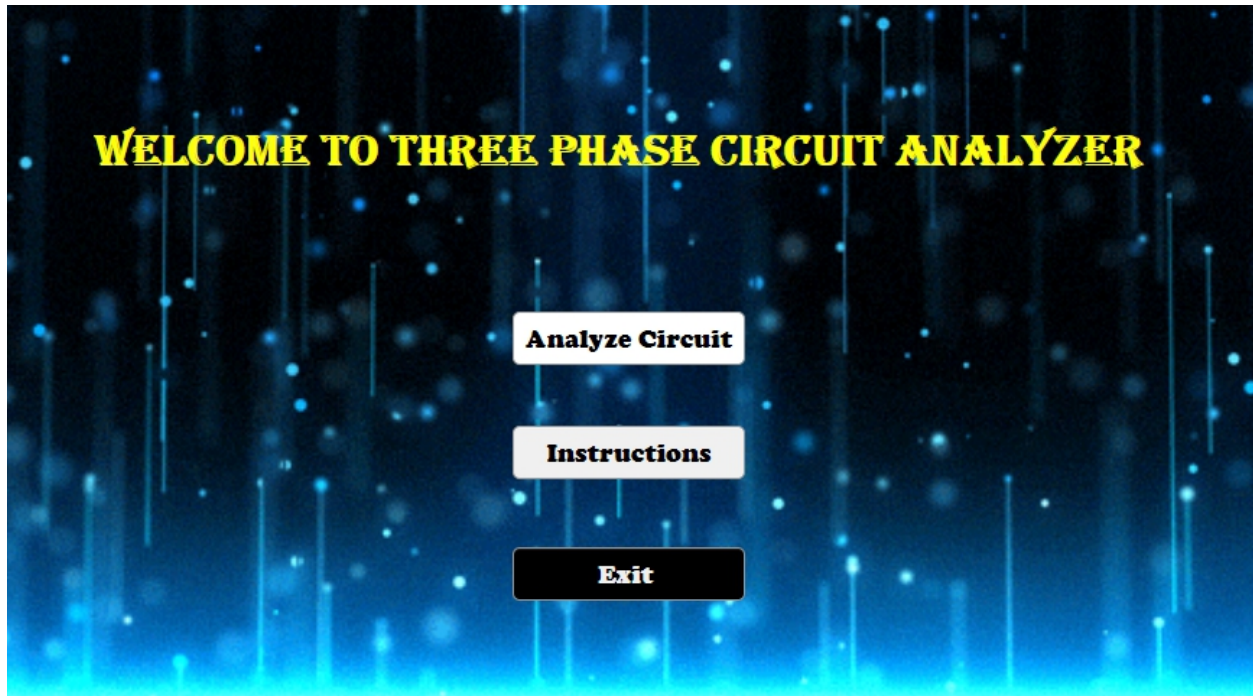 WELCOME TO THREE PHASE CIRCUIT ANALYZER
Analyze Circuit
Instructions
Exit